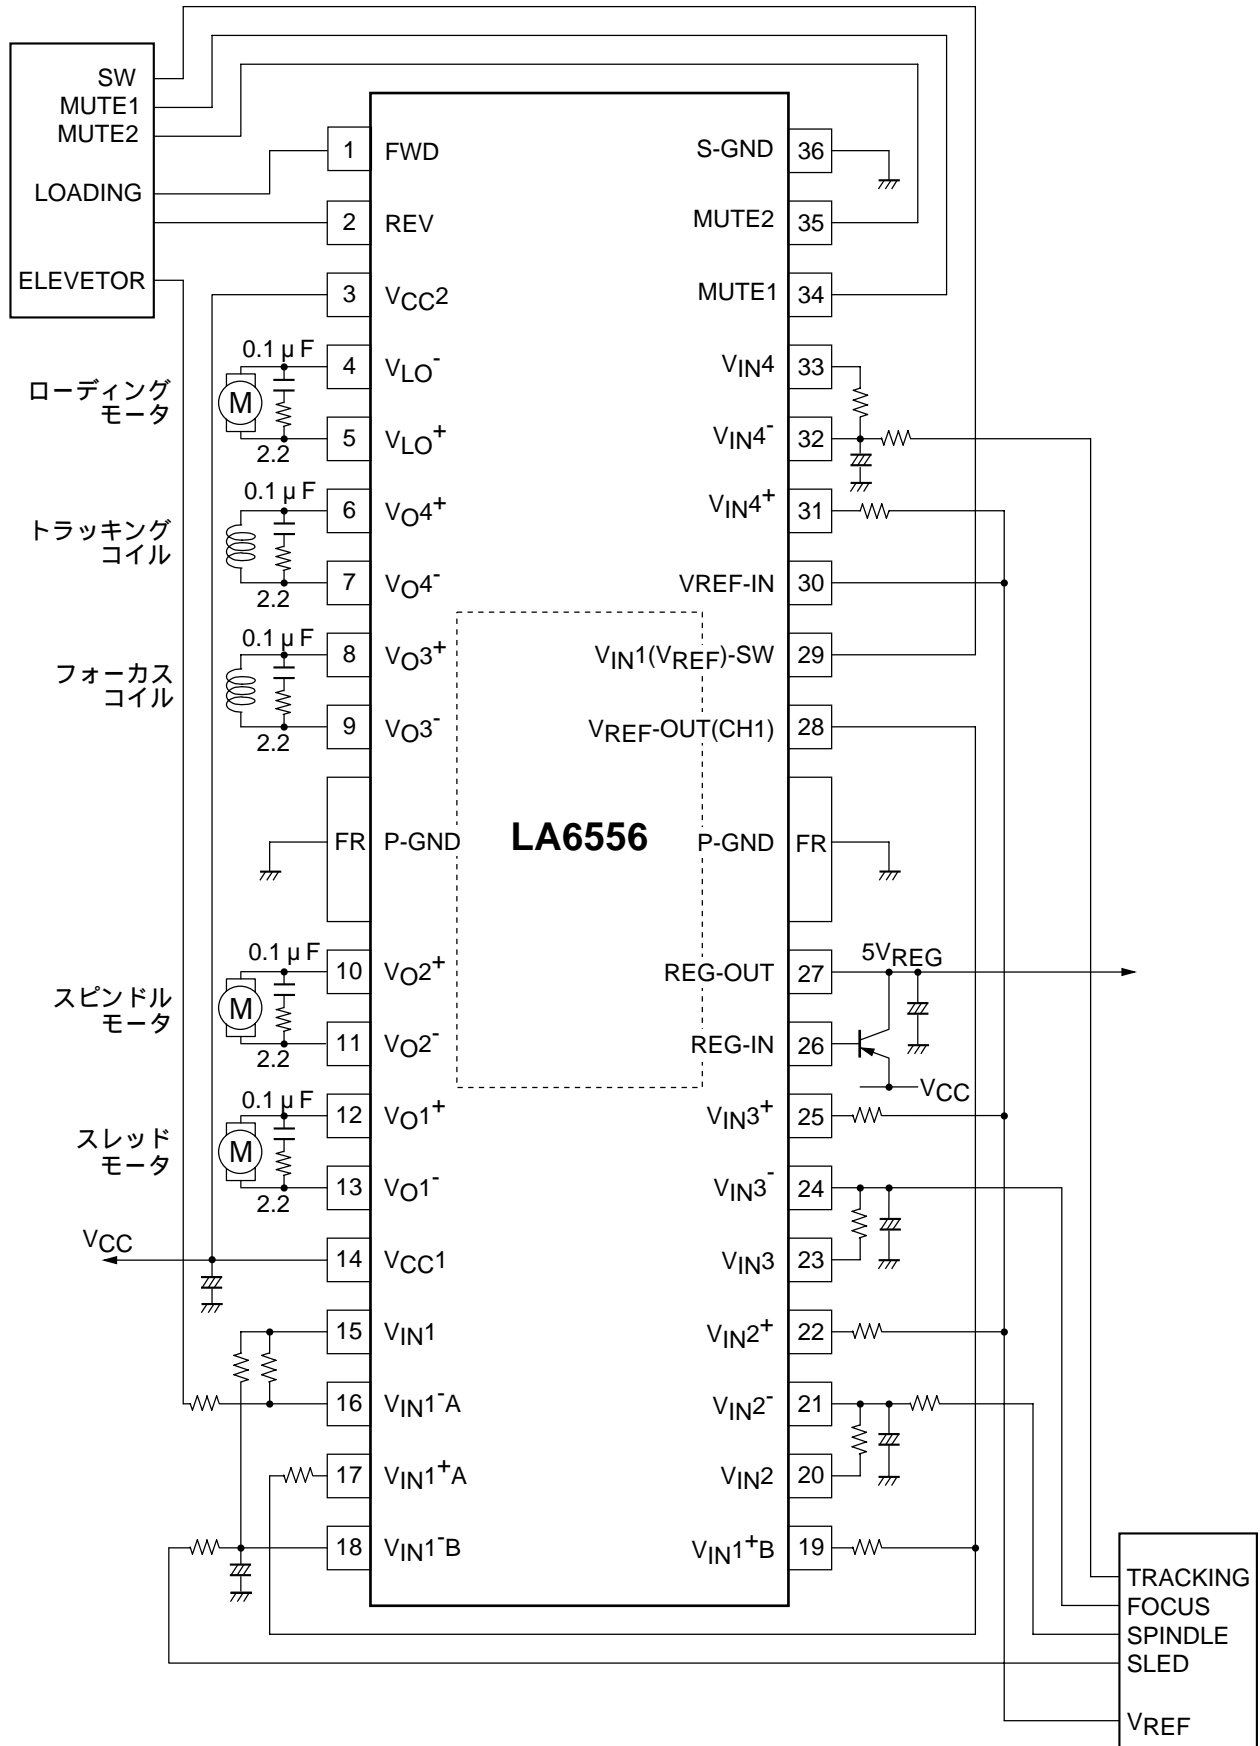 SW
MUTE1
MUTE2
LOADING
ELEVETOR
1 FWD
2 REV
3 VCC2
4 VLO-
5 VLO+
6 VO4+
7 VO4-
8 VO3+
9 VO3-
FR P-GND
10 VO2+
11 VO2-
12 VO1+
13 VO1-
14 VCC1
15 VIN1
16 VIN1-A
17 VIN1+A
18 VIN1-B
S-GND 36
MUTE2 35
MUTE1 34
VIN4 33
VIN4- 32
VIN4+ 31
VREF-IN 30
VIN1(VREF)-SW 29
VREF-OUT(CH1) 28
P-GND FR
REG-OUT 27
REG-IN 26
VIN3+ 25
VIN3- 24
VIN3 23
VIN2+ 22
VIN2- 21
VIN2 20
VIN1+B 19
LA6556
ローディング
モータ
0.1 µ F
M
2.2
トラッキング
コイル
0.1 µ F
2.2
フォーカス
コイル
0.1 µ F
2.2
スピンドル
モータ
0.1 µ F
M
2.2
スレッド
モータ
0.1 µ F
M
2.2
VCC
5VREG
VCC
TRACKING
FOCUS
SPINDLE
SLED
VREF